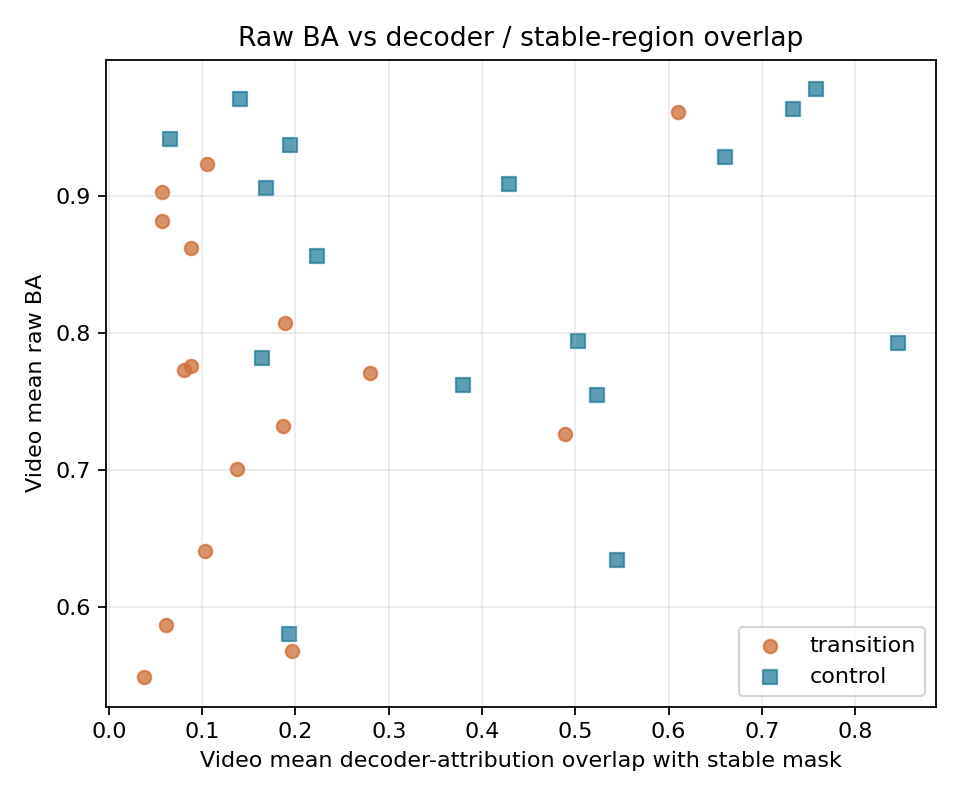 Raw BA vs decoder / stable-region overlap
Video mean raw BA
0.9
0.8
0.7
0.6
transition
control
0.0 0.1 0.2 0.3 0.4 0.5 0.6 0.7 0.8
Video mean decoder-attribution overlap with stable mask